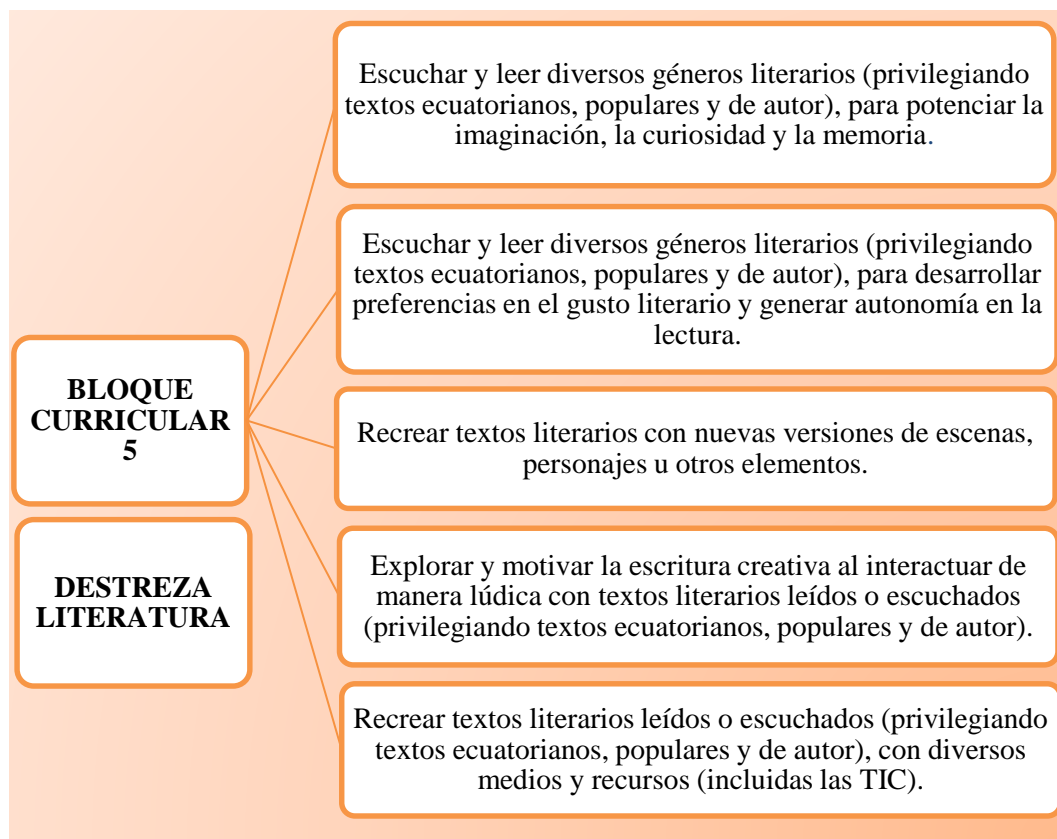 BLOQUE
CURRICULAR
5
DESTREZA
LITERATURA
Escuchar y leer diversos géneros literarios (privilegiando
textos ecuatorianos, populares y de autor), para potenciar la
imaginación, la curiosidad y la memoria.
Escuchar y leer diversos géneros literarios (privilegiando
textos ecuatorianos, populares y de autor), para desarrollar
preferencias en el gusto literario y generar autonomía en la
lectura.
Recrear textos literarios con nuevas versiones de escenas,
personajes u otros elementos.
Explorar y motivar la escritura creativa al interactuar de
manera lúdica con textos literarios leídos o escuchados
(privilegiando textos ecuatorianos, populares y de autor).
Recrear textos literarios leídos o escuchados (privilegiando
textos ecuatorianos, populares y de autor), con diversos
medios y recursos (incluidas las TIC).